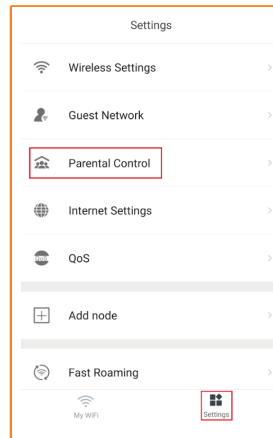 Settings
Wireless Settings
Guest Network
Parental Control
Internet Settings
QoS
Add node
Fast Roaming
My WiFi
Settings